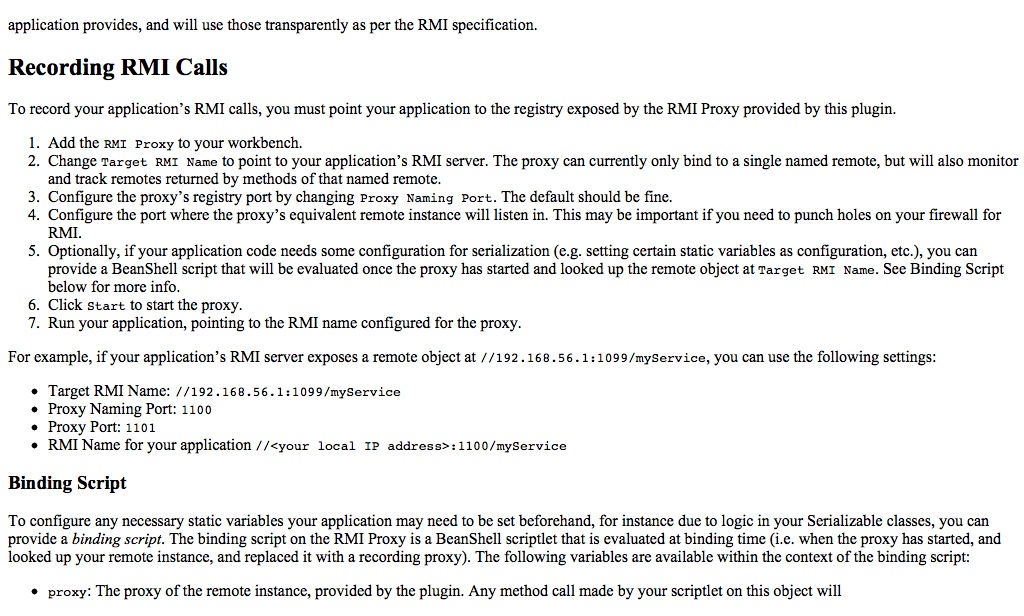 application provides, and will use those transparently as per the RMI specification.
Recording RMI Calls
To record your application’s RMI calls, you must point your application to the registry exposed by the RMI Proxy provided by this plugin.
1. Add the RMI Proxy to your workbench.
2. Change Target RMI Name to point to your application’s RMI server. The proxy can currently only bind to a single named remote, but will also monitor
and track remotes returned by methods of that named remote.
3. Configure the proxy’s registry port by changing Proxy Naming Port. The default should be fine.
4. Configure the port where the proxy’s equivalent remote instance will listen in. This may be important if you need to punch holes on your firewall for
RMI.
5. Optionally, if your application code needs some configuration for serialization (e.g. setting certain static variables as configuration, etc.), you can
provide a BeanShell script that will be evaluated once the proxy has started and looked up the remote object at Target RMI Name. See Binding Script
below for more info.
6. Click Start to start the proxy.
7. Run your application, pointing to the RMI name configured for the proxy.
For example, if your application’s RMI server exposes a remote object at //192.168.56.1:1099/myService, you can use the following settings:
• Target RMI Name: //192.168.56.1:1099/myService
• Proxy Naming Port: 1100
• Proxy Port: 1101
• RMI Name for your application //<your local IP address>:1100/myService
Binding Script
To configure any necessary static variables your application may need to be set beforehand, for instance due to logic in your Serializable classes, you can
provide a binding script. The binding script on the RMI Proxy is a BeanShell scriptlet that is evaluated at binding time (i.e. when the proxy has started, and
looked up your remote instance, and replaced it with a recording proxy). The following variables are available within the context of the binding script:
• proxy: The proxy of the remote instance, provided by the plugin. Any method call made by your scriptlet on this object will